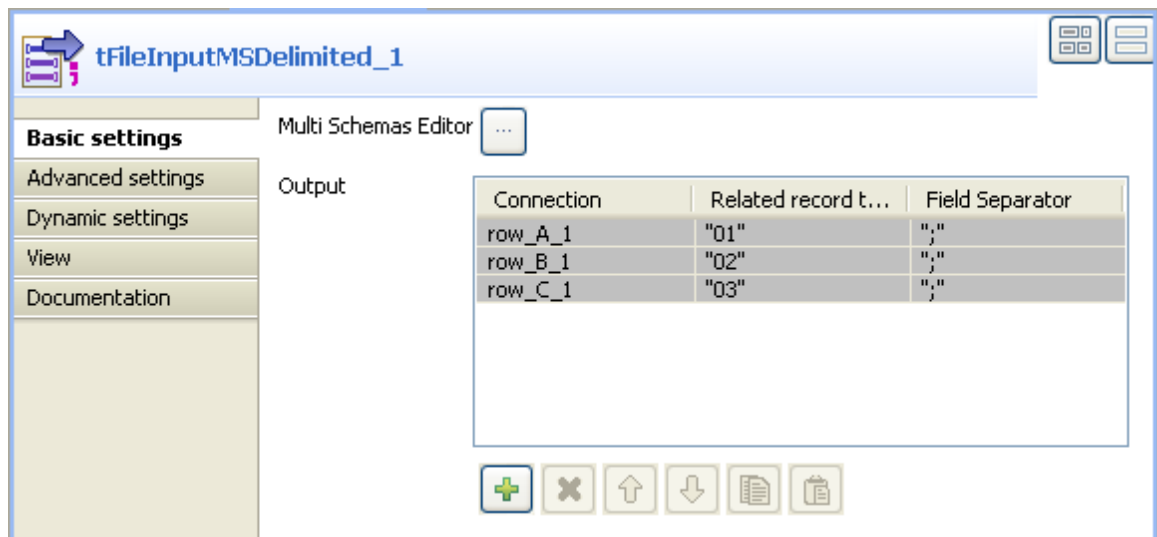 tFileInputMSDelimited_1
Basic settings
Advanced settings
Dynamic settings
View
Documentation
Multi Schemas Editor ...
Output
Connection Related record t... Field Separator
row_A_1 "01" ";"
row_B_1 "02" ";"
row_C_1 "03" ";"